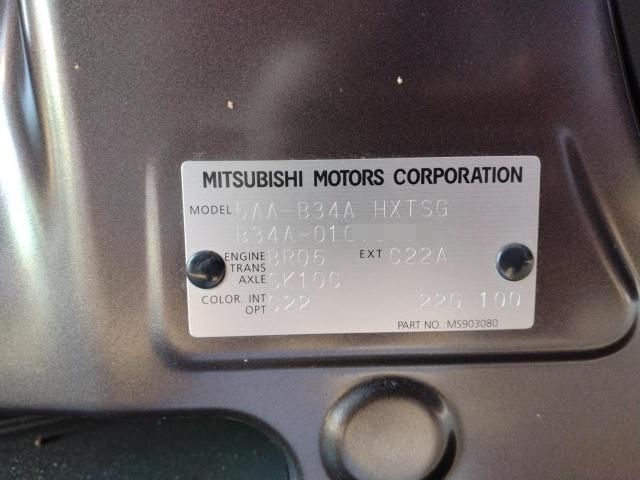 MITSUBISHI MOTORS CORPORATION
MODEL 5AA-B34A HXTSG
B34A-010
ENGINE BR06 EXT C22A
TRANS
AXLE SK10C
COLOR. INT C22 22G 100
OPT
PART NO.:MS903080